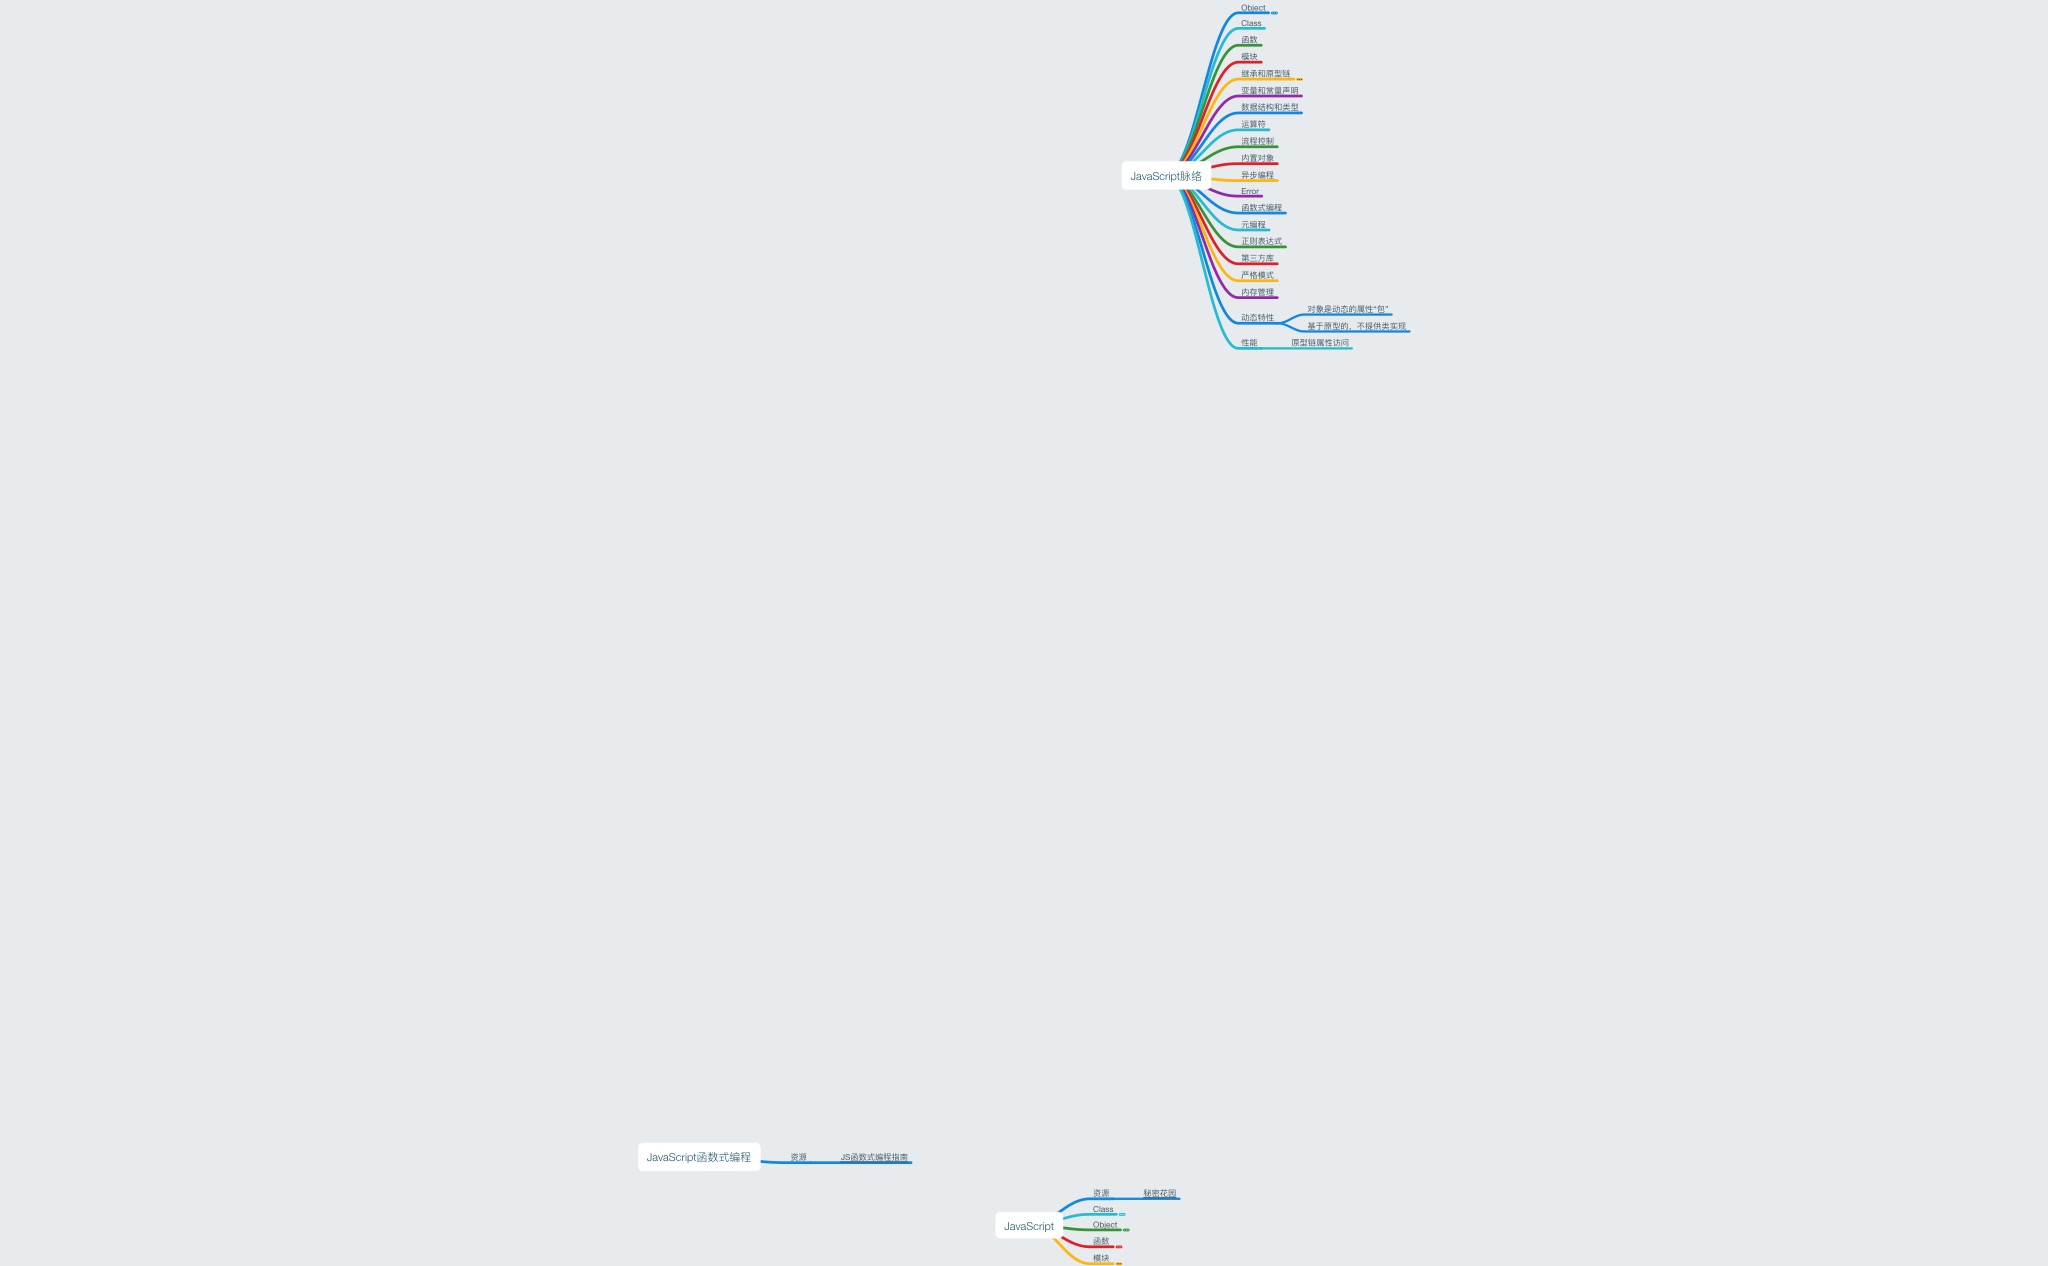 Object
Class
函数
模块
继承和原型链
变量和常量声明
数据结构和类型
运算符
流程控制
内置对象
JavaScript脉络
异步编程
Error
函数式编程
元编程
正则表达式
第三方库
严格模式
内存管理
动态特性
对象是动态的属性“包”
基于原型的、不提供类实现
性能
原型链属性访问
JavaScript函数式编程
资源
JS函数式编程指南
JavaScript
资源
秘密花园
Class
Object
函数
模块